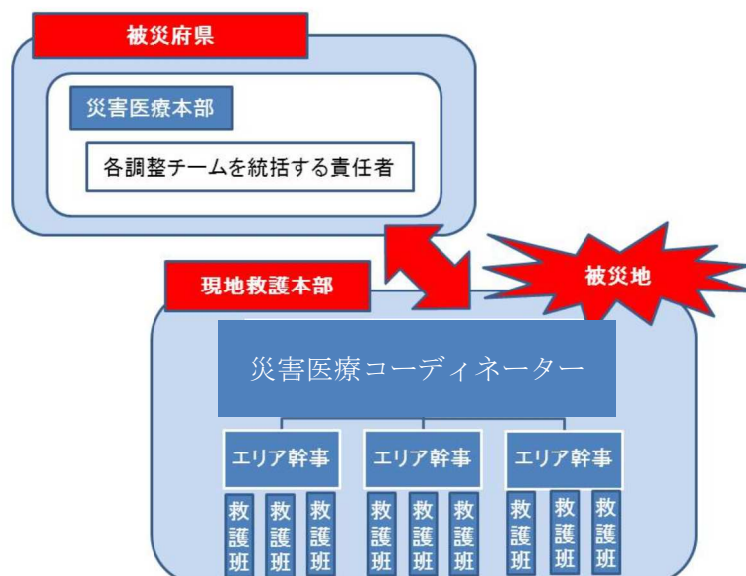 被災府県
災害医療本部
各調整チームを統括する責任者
現地救護本部
被災地
災害医療コーディネーター
エリア幹事
エリア幹事
エリア幹事
救護班
救護班
救護班
救護班
救護班
救護班
救護班
救護班
救護班